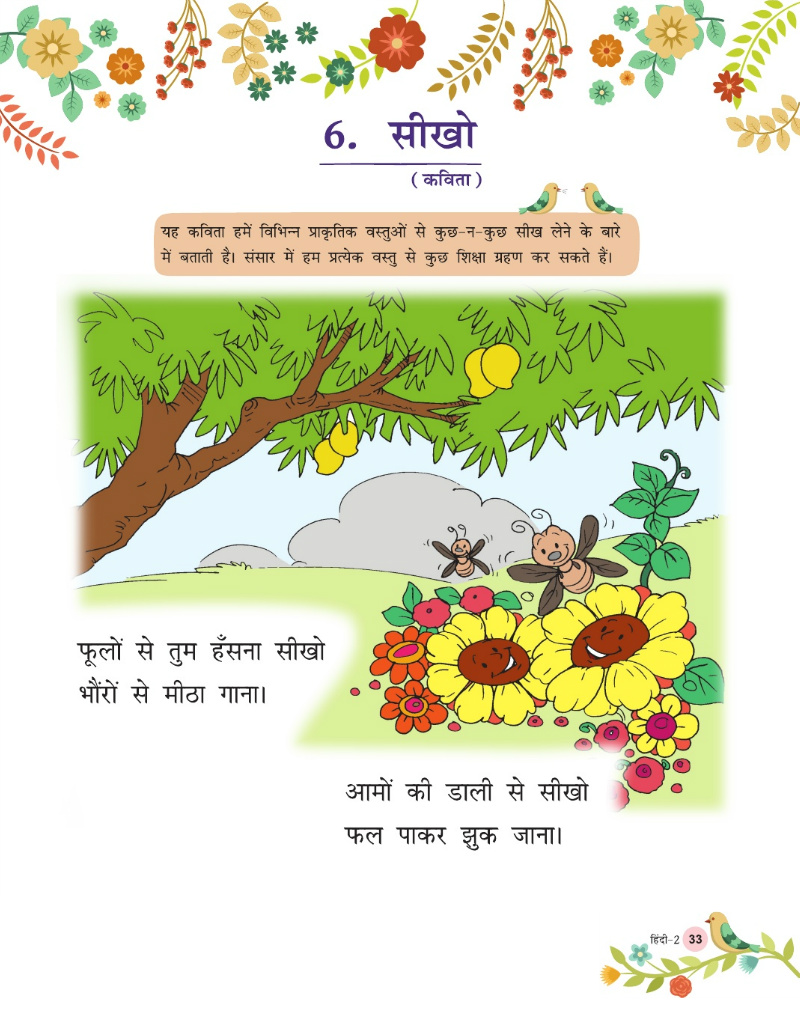 6. सीखो
( कविता )
यह कविता हमें विभिन्न प्राकृतिक वस्तुओं से कुछ-न-कुछ सीख लेने के बारे
में बताती है। संसार में हम प्रत्येक वस्तु से कुछ शिक्षा ग्रहण कर सकते हैं।
फूलों से तुम हँसना सीखो
भौंरों से मीठा गाना।
आमों की डाली से सीखो
फल पाकर झुक जाना।
हिंदी-2 33